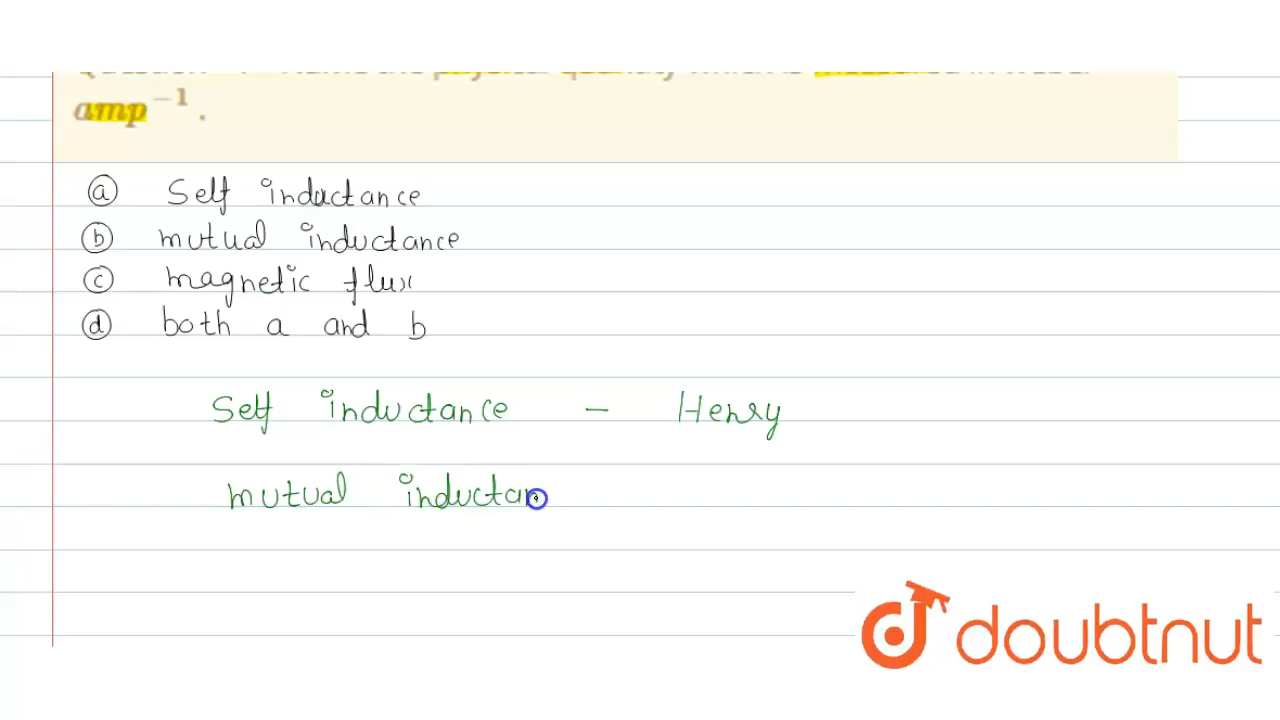 amp⁻¹ .
ⓐ Self inductance
ⓑ mutual inductance
ⓒ magnetic flux
ⓓ both a and b
Self inductance – Henry
mutual inductan
doubtnut